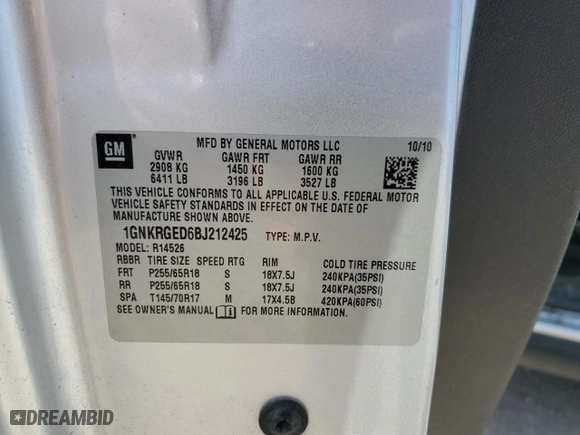 GM
MFD BY GENERAL MOTORS LLC 10/10
GVWR GAWR FRT GAWR RR
2908 KG 1450 KG 1600 KG
6411 LB 3196 LB 3527 LB
THIS VEHICLE CONFORMS TO ALL APPLICABLE U.S. FEDERAL MOTOR
VEHICLE SAFETY STANDARDS IN EFFECT ON THE DATE OF
MANUFACTURE SHOWN ABOVE.
1GNKRGED6BJ212425 TYPE: M.P.V.
MODEL: R14526
RBBR TIRE SIZE SPEED RTG RIM COLD TIRE PRESSURE
FRT P255/65R18 S 18X7.5J 240KPA(35PSI)
RR P255/65R18 S 18X7.5J 240KPA(35PSI)
SPA T145/70R17 M 17X4.5B 420KPA(60PSI)
SEE OWNER'S MANUAL i FOR MORE INFORMATION.
DREAMBID